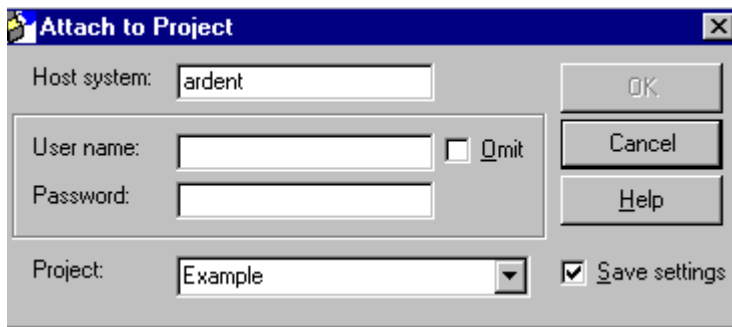 Attach to Project
Host system: ardent OK
User name: Omit Cancel
Password: Help
Project: Example Save settings